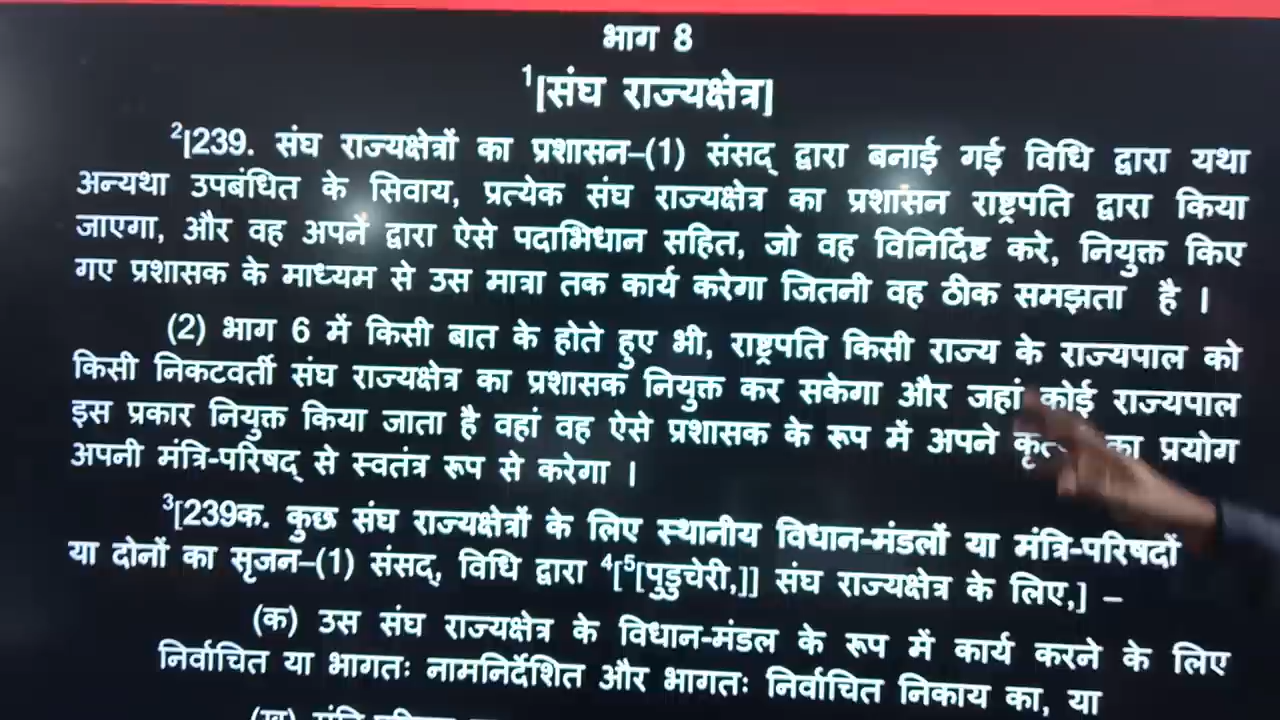 भाग 8
¹[संघ राज्यक्षेत्र]
²[239. संघ राज्यक्षेत्रों का प्रशासन–(1) संसद् द्वारा बनाई गई विधि द्वारा यथा
अन्यथा उपबंधित के सिवाय, प्रत्येक संघ राज्यक्षेत्र का प्रशासन राष्ट्रपति द्वारा किया
जाएगा, और वह अपने द्वारा ऐसे पदाभिधान सहित, जो वह विनिर्दिष्ट करे, नियुक्त किए
गए प्रशासक के माध्यम से उस मात्रा तक कार्य करेगा जितनी वह ठीक समझता है ।
(2) भाग 6 में किसी बात के होते हुए भी, राष्ट्रपति किसी राज्य के राज्यपाल को
किसी निकटवर्ती संघ राज्यक्षेत्र का प्रशासक नियुक्त कर सकेगा और जहां कोई राज्यपाल
इस प्रकार नियुक्त किया जाता है वहां वह ऐसे प्रशासक के रूप में अपने का प्रयोग
अपनी मंत्रि-परिषद् से स्वतंत्र रूप से करेगा ।
³[239क. कुछ संघ राज्यक्षेत्रों के लिए स्थानीय विधान-मंडलों या मंत्रि-परिषदों
या दोनों का सृजन–(1) संसद्, विधि द्वारा ⁴[⁵[पुडुचेरी,]] संघ राज्यक्षेत्र के लिए,] –
(क) उस संघ राज्यक्षेत्र के विधान-मंडल के रूप में कार्य करने के लिए
निर्वाचित या भागतः नामनिर्देशित और भागतः निर्वाचित निकाय का, या